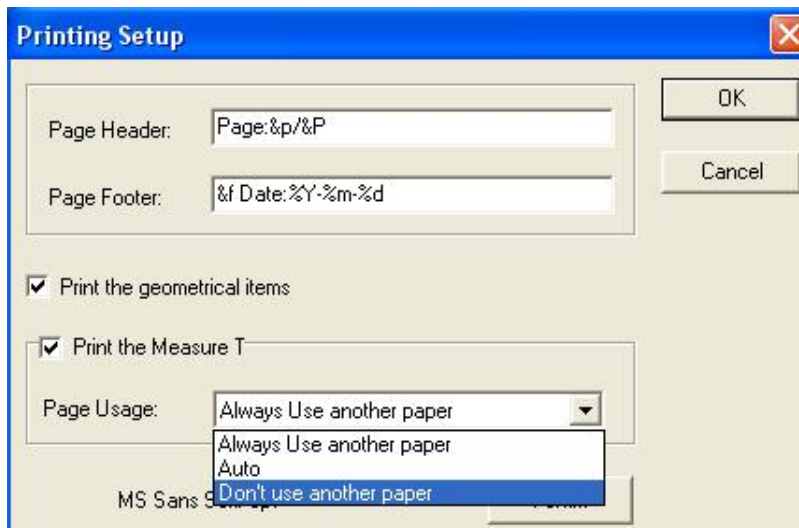 Printing Setup
Page Header: Page:&p/&P
OK
Page Footer: &f Date:%Y-%m-%d
Cancel
Print the geometrical items
Print the Measure T
Page Usage: Always Use another paper
Always Use another paper
Auto
Don't use another paper
MS Sans